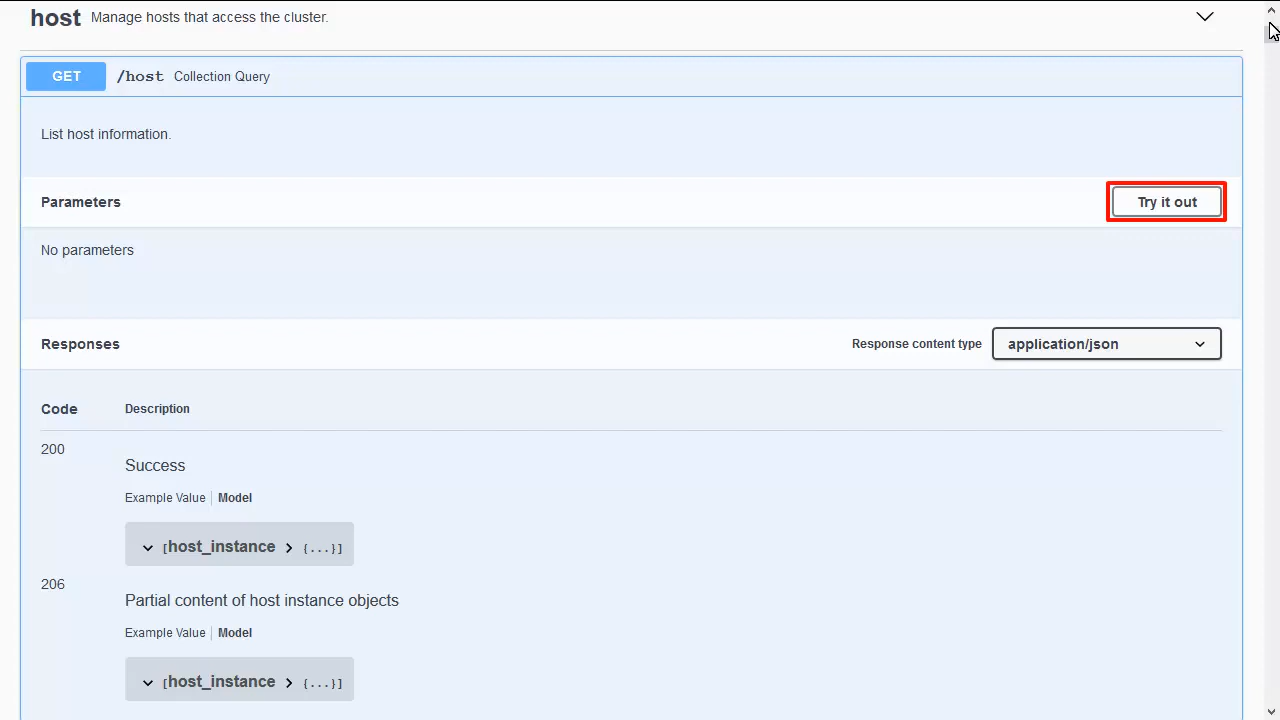 host Manage hosts that access the cluster.
GET /host Collection Query
List host information.
Parameters Try it out
No parameters
Responses Response content type application/json
Code Description
200
Success
Example Value Model
[host_instance {...}]
206
Partial content of host instance objects
Example Value Model
[host_instance {...}]